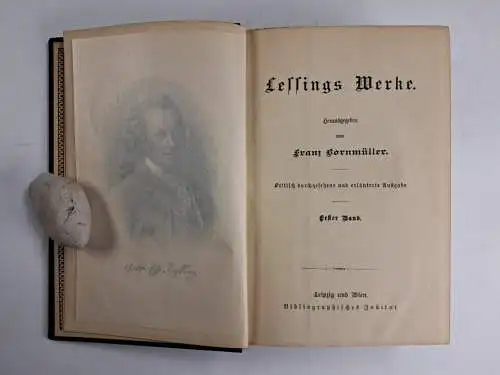 Lessings Werke.
Herausgegeben
von
Franz Bornmüller.
Kritisch durchgesehene und erläuterte Ausgabe
Erster Band.
Leipzig und Wien.
Bibliographisches Institut